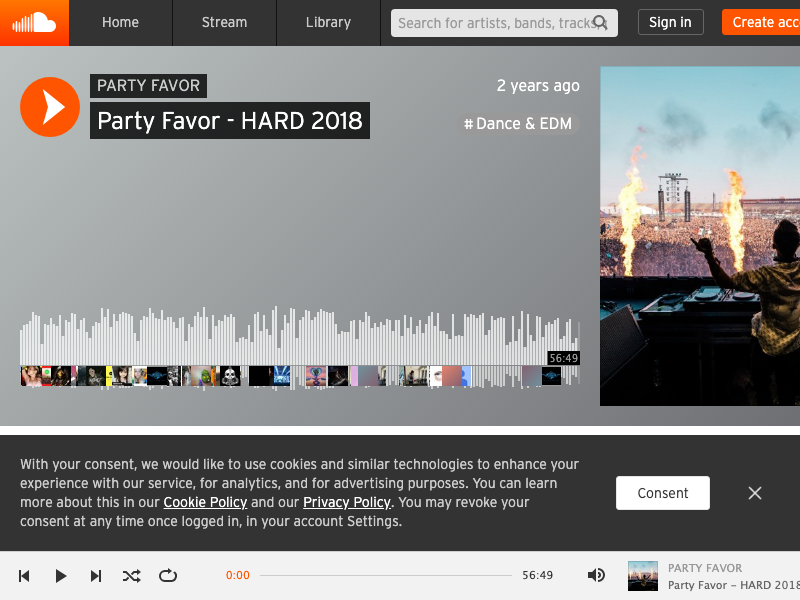 Home
Stream
Library
Search for artists, bands, tracks,
Sign in
Create acc
PARTY FAVOR
Party Favor - HARD 2018
2 years ago
# Dance & EDM
56:49
With your consent, we would like to use cookies and similar technologies to enhance your
experience with our service, for analytics, and for advertising purposes. You can learn
more about this in our Cookie Policy and our Privacy Policy. You may revoke your
consent at any time once logged in, in your account Settings.
Consent
0:00
56:49
PARTY FAVOR
Party Favor – HARD 2018